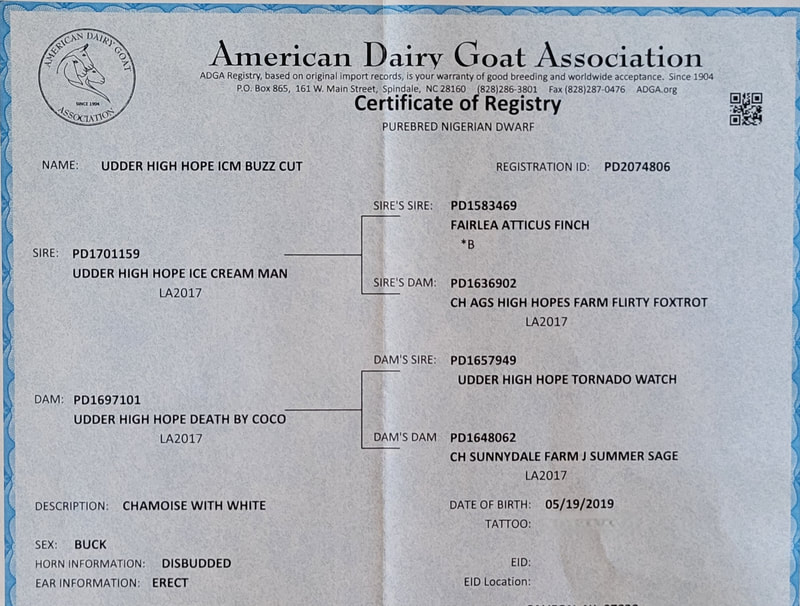 AMERICAN DAIRY GOAT
SINCE 1904
ASSOCIATION
American Dairy Goat Association
ADGA Registry, based on original import records, is your warranty of good breeding and worldwide acceptance. Since 1904
P.O. Box 865, 161 W. Main Street, Spindale, NC 28160 (828)286-3801 Fax (828)287-0476 ADGA.org
Certificate of Registry
PUREBRED NIGERIAN DWARF
NAME: UDDER HIGH HOPE ICM BUZZ CUT
REGISTRATION ID: PD2074806
SIRE'S SIRE: PD1583469
FAIRLEA ATTICUS FINCH
*B
SIRE: PD1701159
UDDER HIGH HOPE ICE CREAM MAN
LA2017
SIRE'S DAM: PD1636902
CH AGS HIGH HOPES FARM FLIRTY FOXTROT
LA2017
DAM'S SIRE: PD1657949
UDDER HIGH HOPE TORNADO WATCH
DAM: PD1697101
UDDER HIGH HOPE DEATH BY COCO
LA2017
DAM'S DAM PD1648062
CH SUNNYDALE FARM J SUMMER SAGE
LA2017
DESCRIPTION: CHAMOISE WITH WHITE
DATE OF BIRTH: 05/19/2019
TATTOO:
SEX: BUCK
HORN INFORMATION: DISBUDDED
EAR INFORMATION: ERECT
EID:
EID Location: